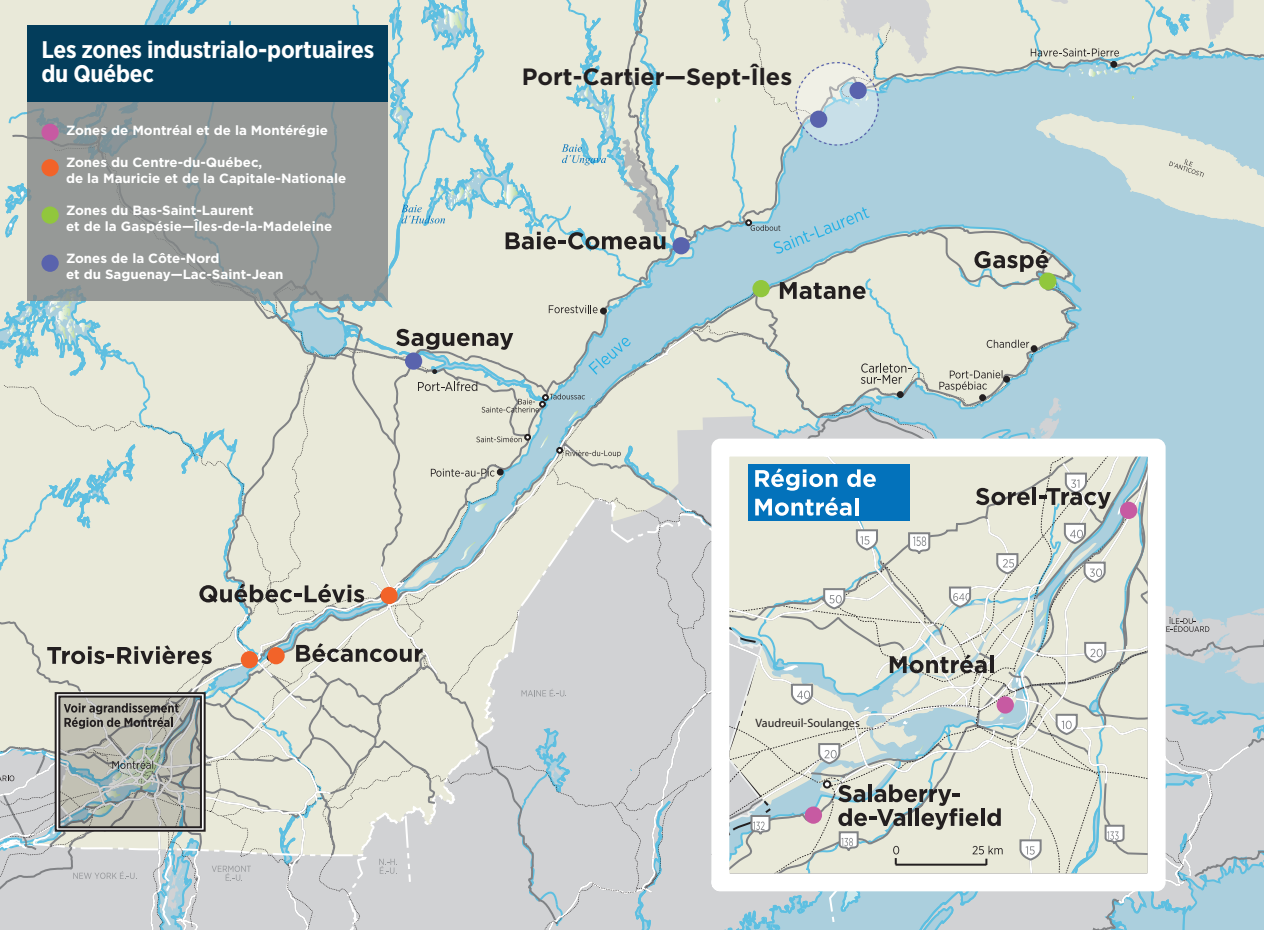 Les zones industrialo-portuaires
du Québec
Zones de Montréal et de la Montérégie
Zones du Centre-du-Québec,
de la Mauricie et de la Capitale-Nationale
Zones du Bas-Saint-Laurent
et de la Gaspésie—Îles-de-la-Madeleine
Zones de la Côte-Nord
et du Saguenay—Lac-Saint-Jean
Port-Cartier—Sept-Îles
Havre-Saint-Pierre
ÎLE
D'ANTICOSTI
Baie
d'Ungava
Baie
d'Hudson
Baie-Comeau
Godbout
Saint-Laurent
Fleuve
Gaspé
Matane
Forestville
Saguenay
Port-Alfred
Chandler
Carleton-
sur-Mer
Port-Daniel
Paspébiac
Tadoussac
Baie-
Sainte-Catherine
Saint-Siméon
Rivière-du-Loup
Pointe-au-Pic
Québec-Lévis
Trois-Rivières
Bécancour
MAINE É.-U.
Voir agrandissement
Région de Montréal
Montréal
ARIO
NEW YORK É.-U.
VERMONT
É.-U.
N.-H.
É.-U.
ÎLE-DU-
E-ÉDOUARD
Région de
Montréal
Sorel-Tracy
31
15
158
40
25
30
50
640
20
Montréal
40
Vaudreuil-Soulanges
10
20
Salaberry-
de-Valleyfield
132
138
15
133
0 25 km